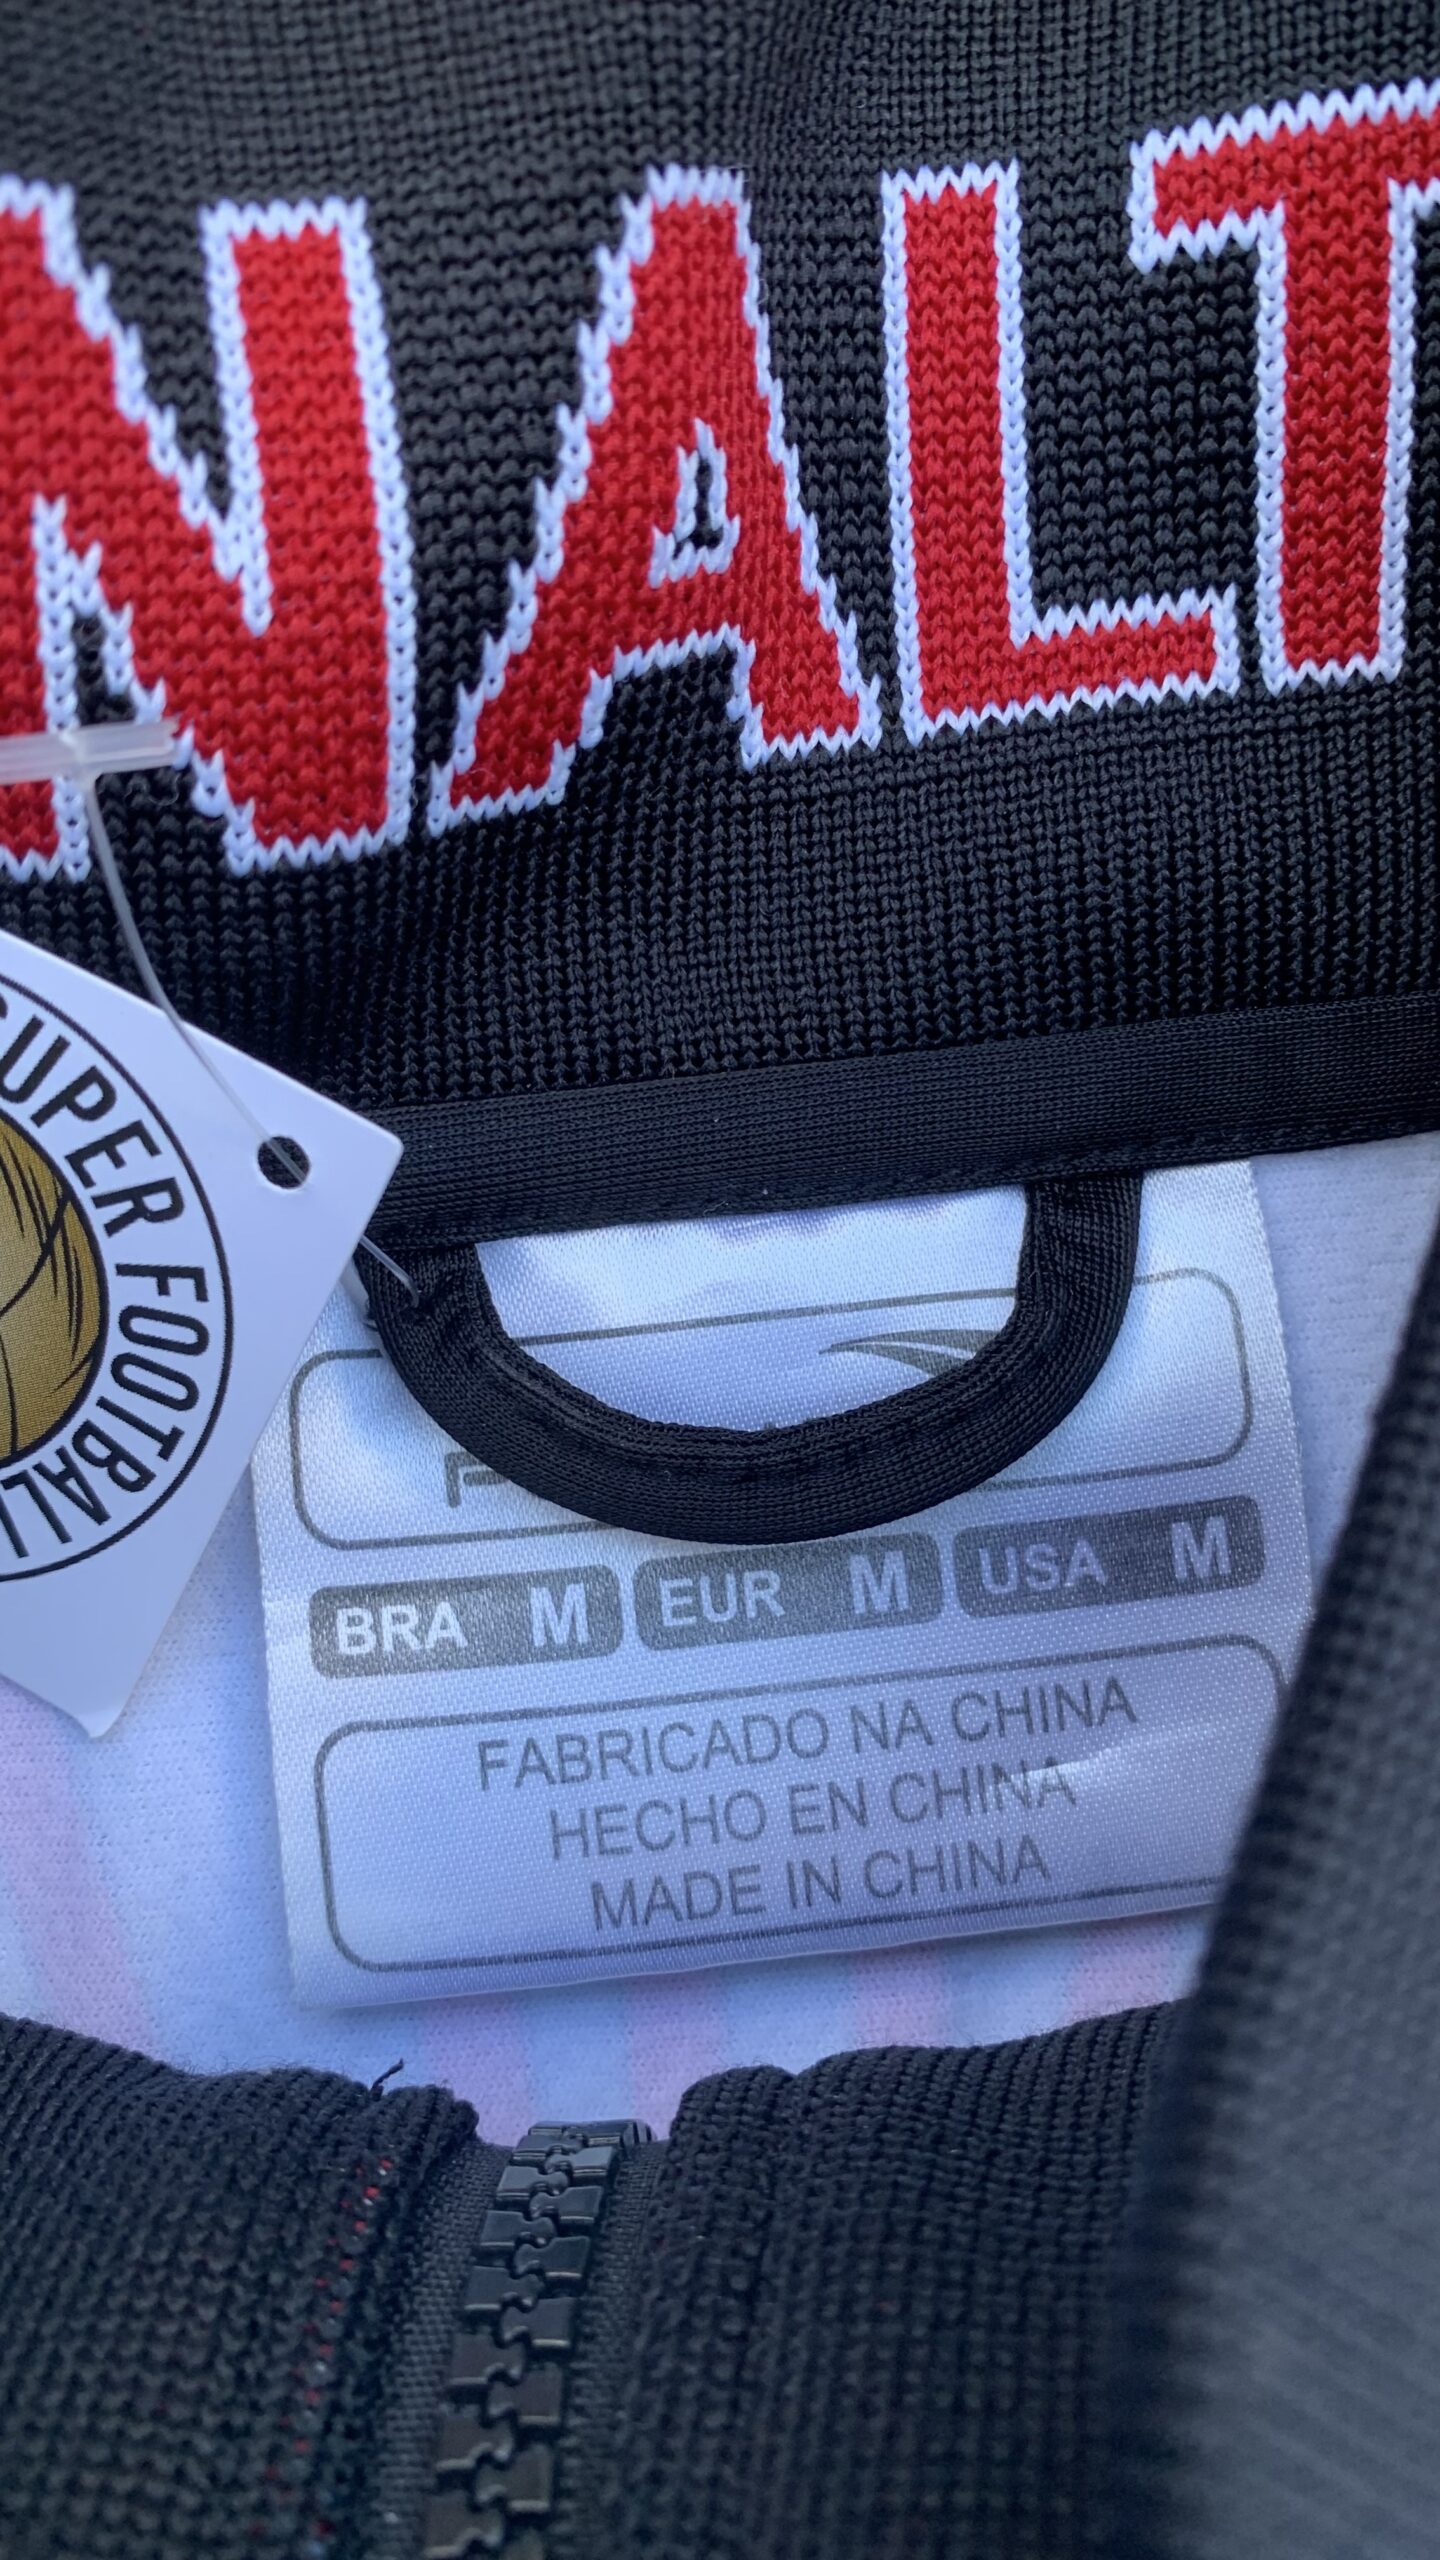 NALT
SUPER FOOTBALL
P
BRA M EUR M USA M
FABRICADO NA CHINA
HECHO EN CHINA
MADE IN CHINA